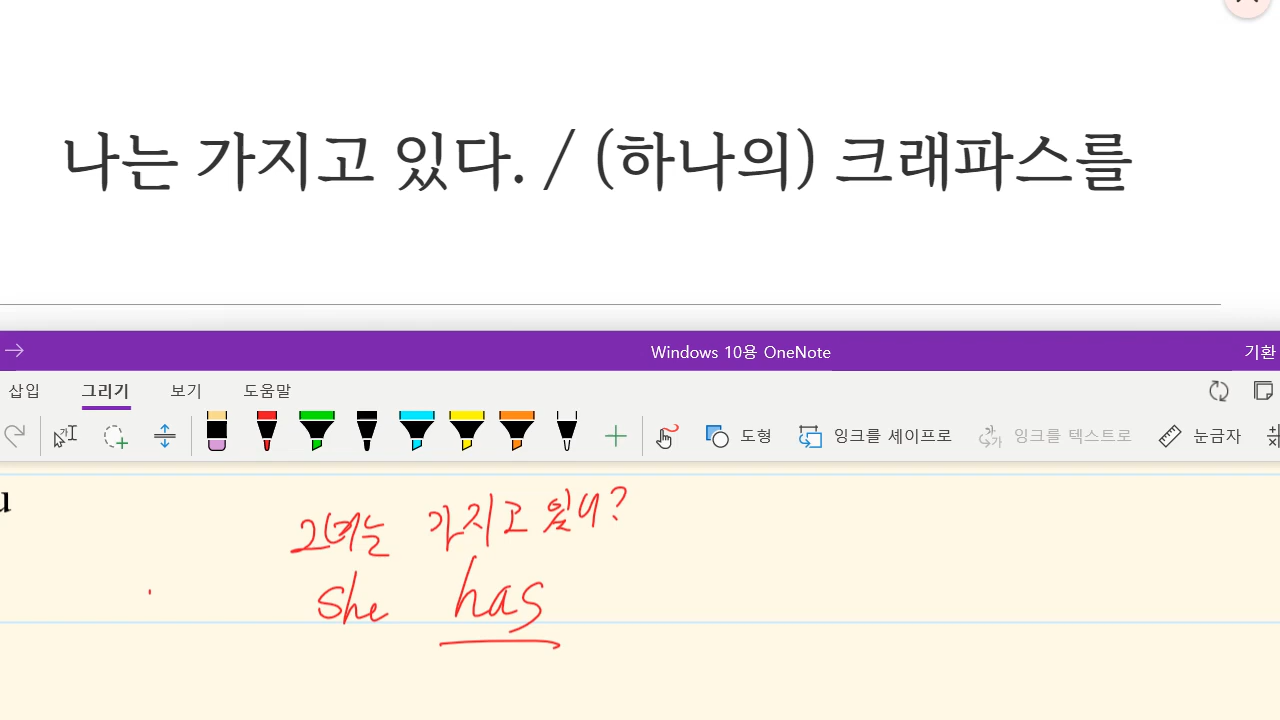 나는 가지고 있다. / (하나의) 크래파스를
Windows 10용 OneNote
기환
삽입 그리기 보기 도움말
도형 잉크를 셰이프로 잉크를 텍스트로 눈금자
u
그녀는 가지고 있니?
she has